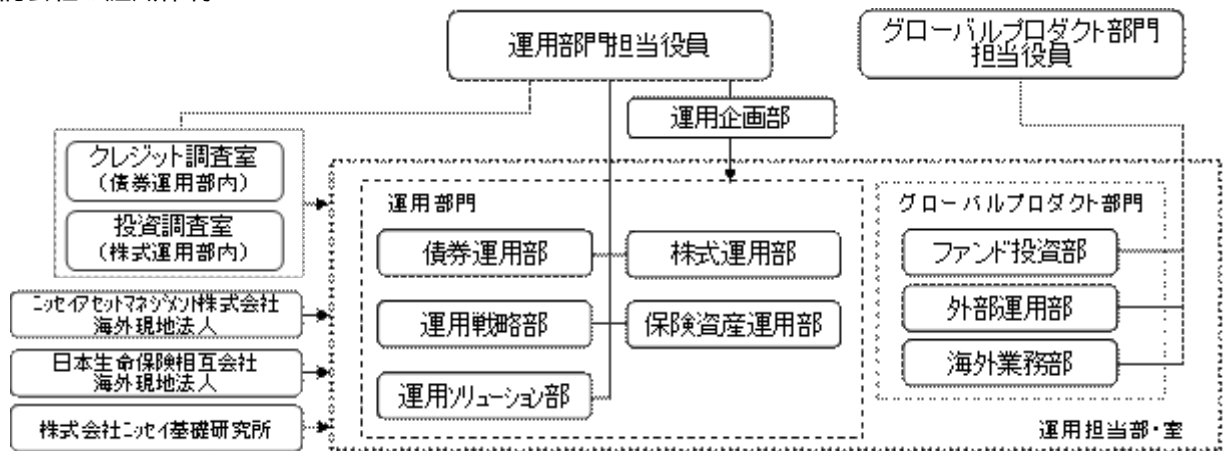 運用部門担当役員
グローバルプロダクト部門
担当役員
運用企画部
クレジット調査室
(債券運用部内)
投資調査室
(株式運用部内)
運用部門
グローバルプロダクト部門
債券運用部
株式運用部
ファンド投資部
ニッセイアセットマネジメント株式会社
海外現地法人
運用戦略部
保険資産運用部
外部運用部
日本生命保険相互会社
海外現地法人
海外業務部
運用ソリューション部
株式会社ニッセイ基礎研究所
運用担当部・室